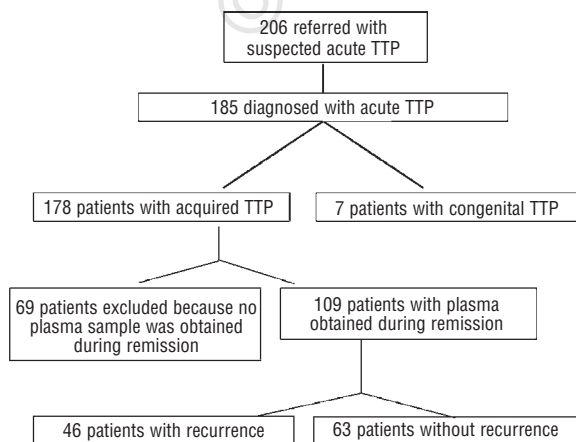 206 referred with
suspected acute TTP
185 diagnosed with acute TTP
178 patients with acquired TTP
7 patients with congenital TTP
69 patients excluded because no
plasma sample was obtained
during remission
109 patients with plasma
obtained during remission
46 patients with recurrence
63 patients without recurrence